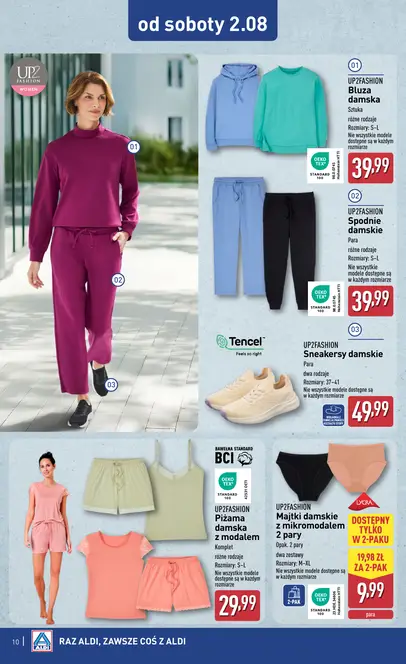 od soboty 2.08
UP2
FASHION
01
UP2FASHION
Bluza
damska
Sztuka
różne rodzaje
Rozmiary: S-L
Nie wszystkie modele
dostępne są w każdym
rozmiarze
OEKO
TEX
STANDARD
100
39,99
02
UP2FASHION
Spodnie
damskie
Para
różne rodzaje
Rozmiary: S-L
Nie wszystkie
modele dostępne są
w każdym rozmiarze
OEKO
TEX
STANDARD
100
39,99
01
02
03
Tencel
Feels so right
03
UP2FASHION
Sneakersy damskie
Para
dwa rodzaje
Rozmiary: 37-41
Nie wszystkie modele dostępne są
w każdym rozmiarze
49,99
BAWEŁNA STANDARD
BCI
OEKO
TEX
STANDARD
100
UP2FASHION
Piżama
damska
z modalem
Komplet
różne rodzaje
Rozmiary: S-L
Nie wszystkie
modele dostępne są
w każdym rozmiarze
29,99
UP2FASHION
Majtki damskie
z mikromodalem
2 pary
Opak. 2 pary
dwa zestawy
Rozmiary: M-XL
Nie wszystkie modele dostępne są
w każdym rozmiarze
2-PAK
OEKO
TEX
STANDARD
100
LYCRA
DOSTĘPNY
TYLKO
W 2-PAKU
19,98 ZŁ
ZA 2-PAK
9,99
para
10
ALDI
RAZ ALDI, ZAWSZE COŚ Z ALDI